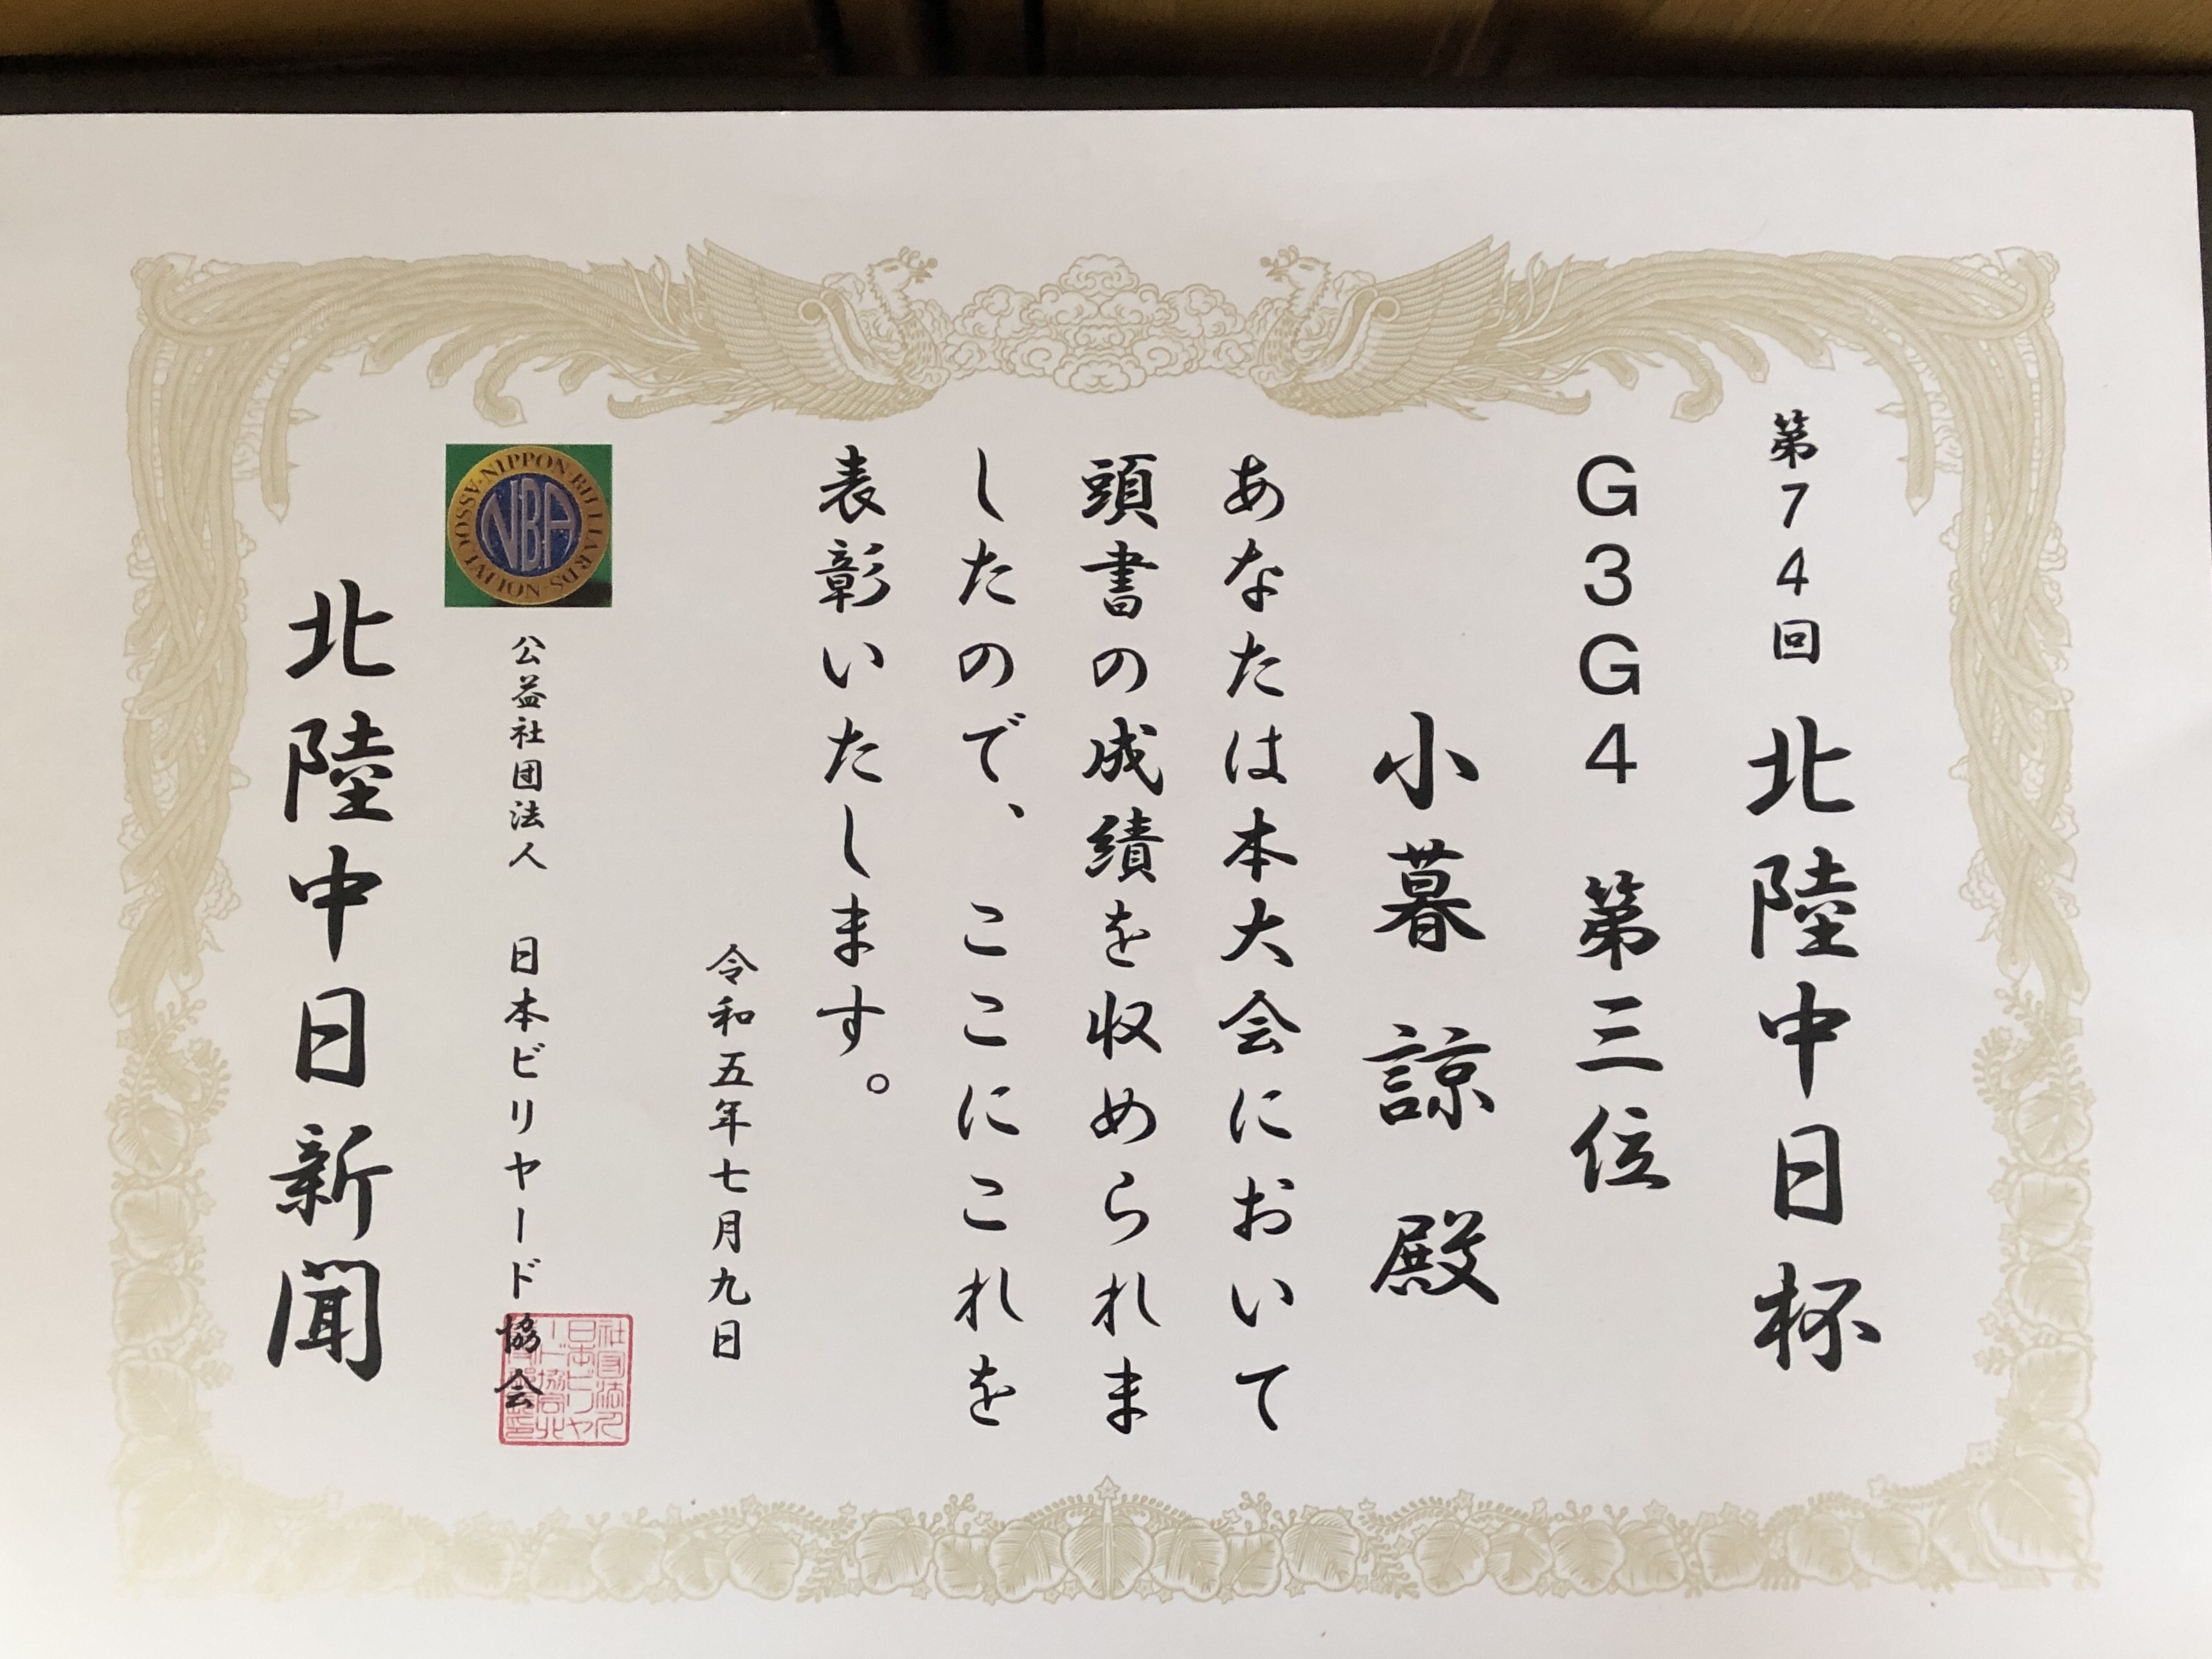 第74回 北陸中日杯
G3G4 第三位
小暮 諒 殿
あなたは本大会において
頭書の成績を収められま
したので、ここにこれを
表彰いたします。
令和五年七月九日
NIPPON・BILLIARDS・ASSOCIATION
NBA
公益社団法人 日本ビリヤード協会
北陸中日新聞